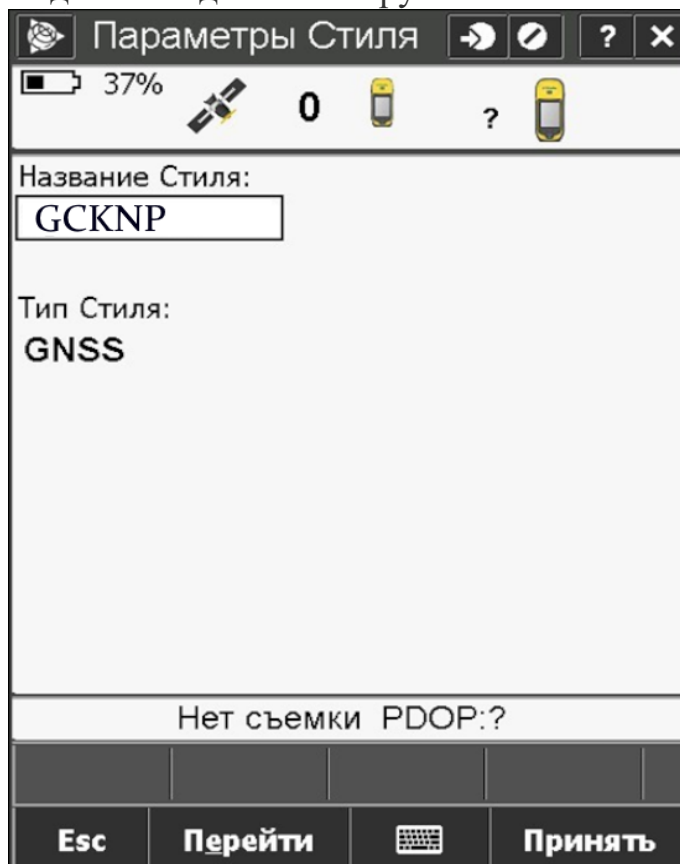 Параметры Стиля ? ×
37% 0 ?
Название Стиля:
GCKNP
Тип Стиля:
GNSS
Нет съемки PDOP:?
Esc Перейти Принять